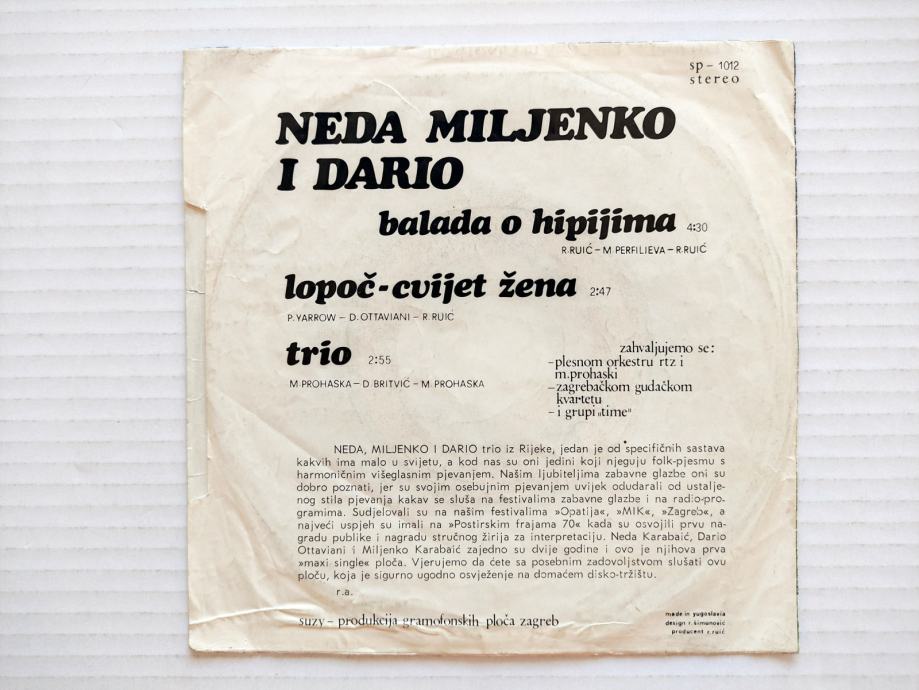 sp – 1012
stereo
NEDA MILJENKO
I DARIO
balada o hipijima 4:30
R.RUIĆ – M.PERFILIEVA – R.RUIĆ
lopoč-cvijet žena 2:47
P.YARROW – D.OTTAVIANI – R.RUIĆ
trio 2:55
M.PROHASKA – D.BRITVIĆ – M.PROHASKA
zahvaljujemo se:
–plesnom orkestru rtz i
m.prohaski
–zagrebačkom gudačkom
kvartetu
– i grupi „time"
NEDA, MILJENKO I DARIO trio iz Rijeke, jedan je od specifičnih sastava
kakvih ima malo u svijetu, a kod nas su oni jedini koji njeguju folk-pjesmu s
harmoničnim višeglasnim pjevanjem. Našim ljubiteljima zabavne glazbe oni su
dobro poznati, jer su svojim osebujnim pjevanjem uvijek odudarali od ustalje-
nog stila pjevanja kakav se sluša na festivalima zabavne glazbe i na radio-pro-
gramima. Sudjelovali su na našim festivalima »Opatija«, »MIK«, »Zagreb«, a
najveći uspjeh su imali na »Postirskim frajama 70« kada su osvojili prvu na-
gradu publike i nagradu stručnog žirija za interpretaciju. Neda Karabaić, Dario
Ottaviani i Miljenko Karabaić zajedno su dvije godine i ovo je njihova prva
»maxi single« ploča. Vjerujemo da ćete sa posebnim zadovoljstvom slušati ovu
ploču, koja je sigurno ugodno osvježenje na domaćem disko-tržištu.
r.a.
suzy – produkcija gramofonskih ploča zagreb
made in yugoslavia
design r.šimunović
producent r.ruić